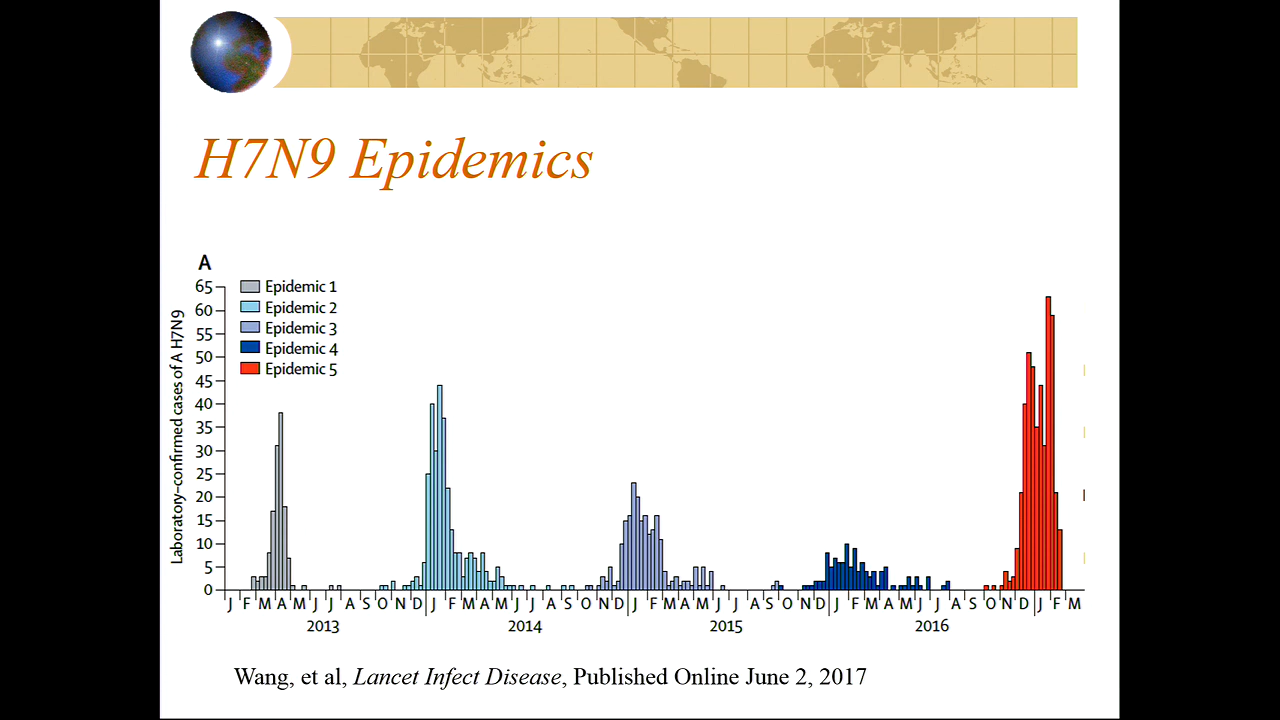 H7N9 Epidemics
A
Laboratory–confirmed cases of A H7N9
65
60
55
50
45
40
35
30
25
20
15
10
5
0
Epidemic 1
Epidemic 2
Epidemic 3
Epidemic 4
Epidemic 5
J F M A M J J A S O N D J F M A M J J A S O N D J F M A M J J A S O N D J F M A M J J A S O N D J F M
2013 2014 2015 2016
Wang, et al, Lancet Infect Disease, Published Online June 2, 2017